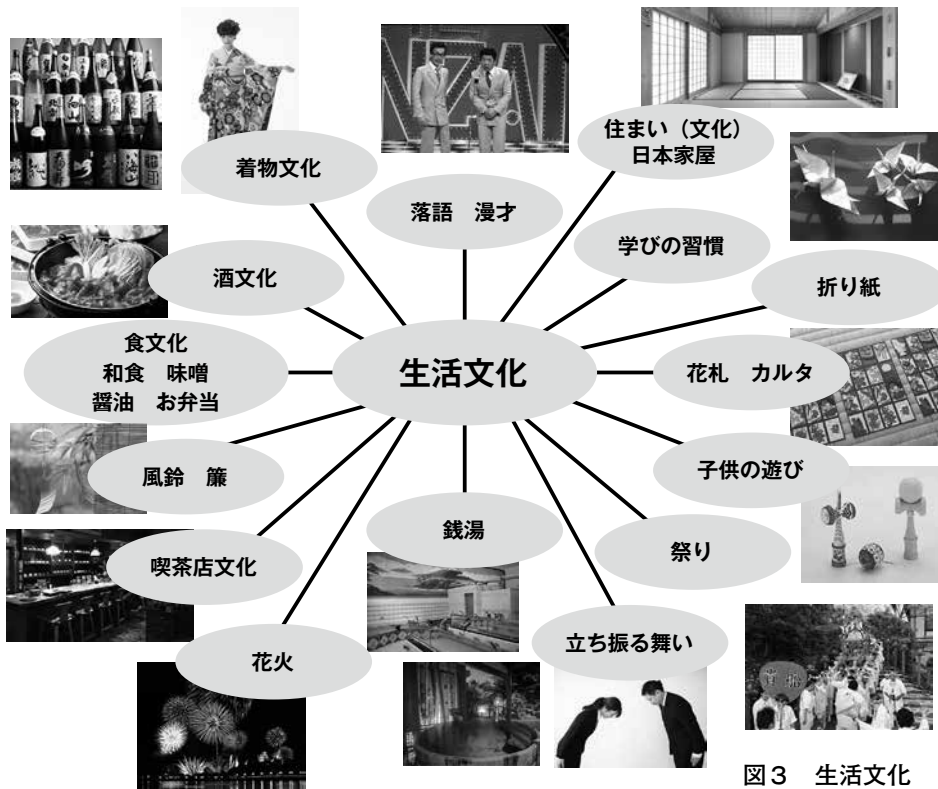 着物文化
落語　漫才
住まい（文化）
日本家屋
学びの習慣
折り紙
酒文化
食文化
和食　味噌
醤油　お弁当
生活文化
花札　カルタ
風鈴　簾
子供の遊び
銭湯
祭り
喫茶店文化
花火
立ち振る舞い
図３　生活文化